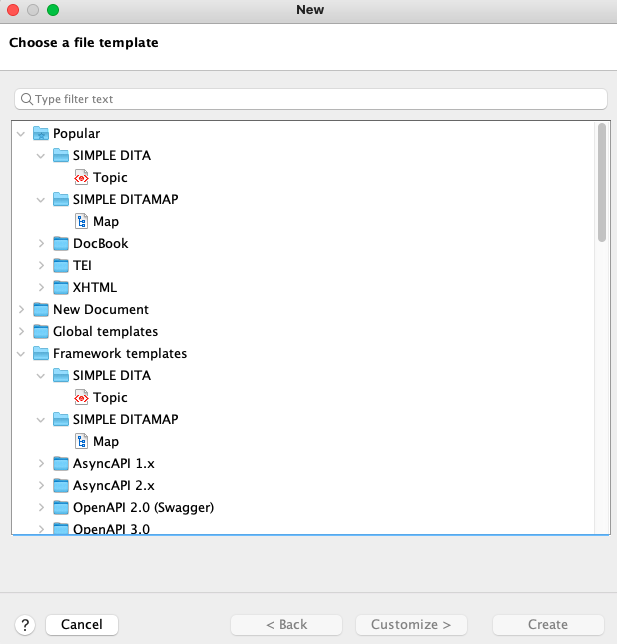 New
Choose a file template
Type filter text
Popular
SIMPLE DITA
Topic
SIMPLE DITAMAP
Map
DocBook
TEI
XHTML
New Document
Global templates
Framework templates
SIMPLE DITA
Topic
SIMPLE DITAMAP
Map
AsyncAPI 1.x
AsyncAPI 2.x
OpenAPI 2.0 (Swagger)
OpenAPI 3.0
? Cancel < Back Customize > Create